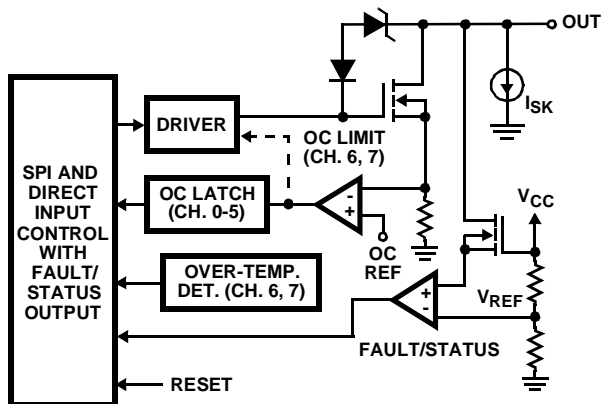 OUT
I_SK
DRIVER
OC LIMIT
(CH. 6, 7)
SPI AND
DIRECT
INPUT
CONTROL
WITH
FAULT/
STATUS
OUTPUT
OC LATCH
(CH. 0-5)
-
+
OC
REF
V_CC
OVER-TEMP.
DET. (CH. 6, 7)
+
-
V_REF
FAULT/STATUS
RESET